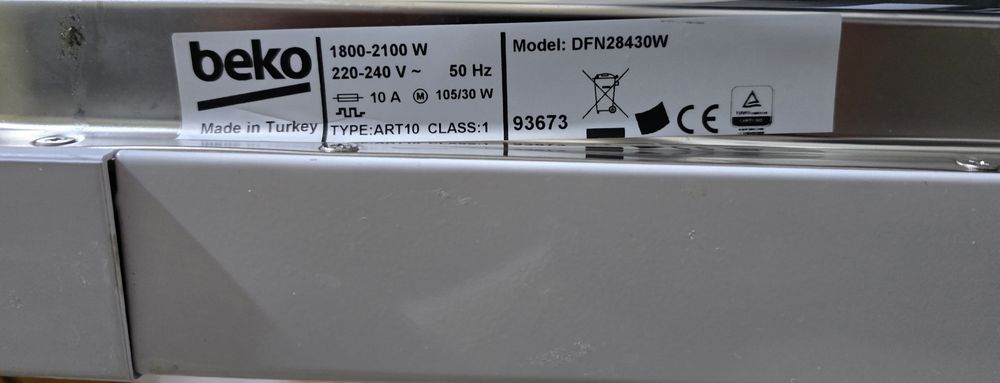 beko
Made in Turkey
1800-2100 W
220-240 V ~ 50 Hz
10 A M 105/30 W
TYPE:ART10 CLASS:1
Model: DFN28430W
93673
CE